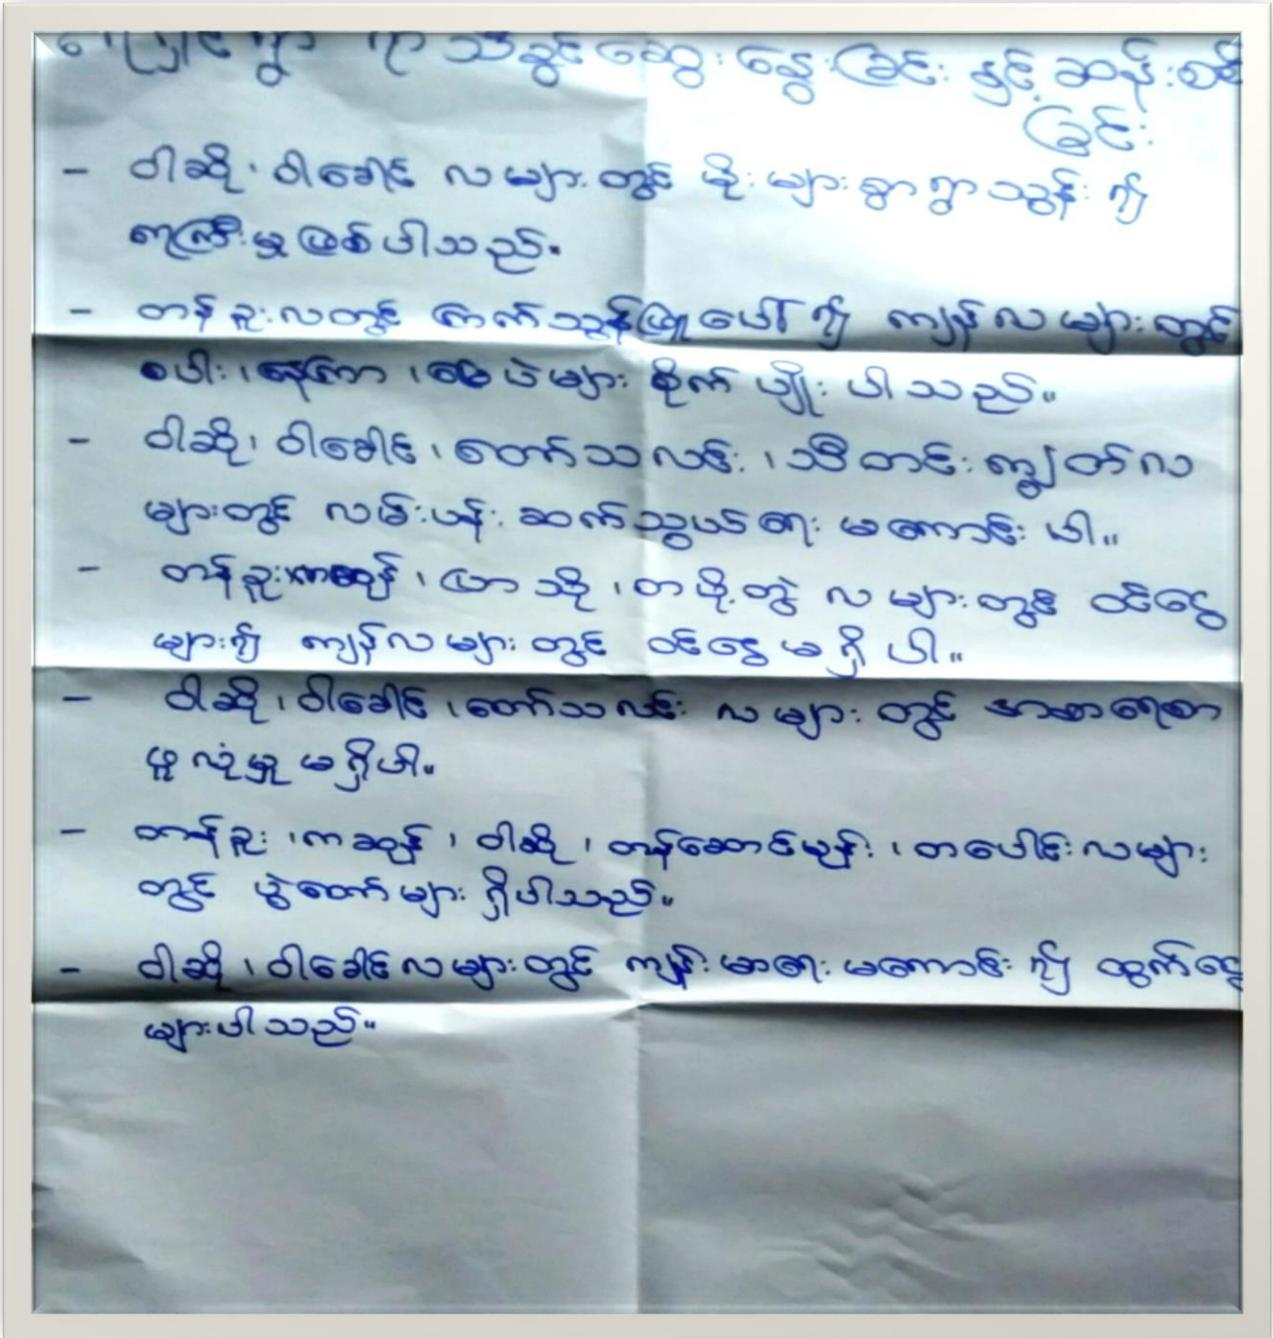 ရာသီခွင်ဆွေးနွေးခြင်း နှင့် ဆန်းစစ်
ခြင်း
- ဝါဆို၊ ဝါခေါင် လများတွင် မိုးများစွာရွာသွန်း၍
ရေကြီးမှုဖြစ်ပါသည်။
- တန်ခူးလတွင် ကြက်သွန်ဖြူပေါ်၍ ကျန်လများတွင်
စပါး၊ နေကြာ၊ မြေပဲများ စိုက်ပျိုးပါသည်။
- ဝါဆို၊ ဝါခေါင်၊ တော်သလင်း၊ သီတင်းကျွတ်လ
များတွင် လမ်းပန်းဆက်သွယ်ရေး မကောင်းပါ။
- တန်ခူး၊ကဆုန်၊ ပြာသို၊ တပို့တွဲ လများတွင် ဝင်ငွေ
များ၍ ကျန်လများတွင် ဝင်ငွေမရှိပါ။
- ဝါဆို၊ ဝါခေါင်၊ တော်သလင်း လများတွင် အစာရေစာ
ဖူလုံမှုမရှိပါ။
- တန်ခူး၊ ကဆုန်၊ ဝါဆို၊ တန်ဆောင်မုန်း၊ တပေါင်းလများ
တွင် ပွဲတော်များ ရှိပါသည်။
- ဝါဆို၊ ဝါခေါင်လများတွင် ကျန်းမာရေး မကောင်း၍ ထွက်ငွေ
များပါသည်။